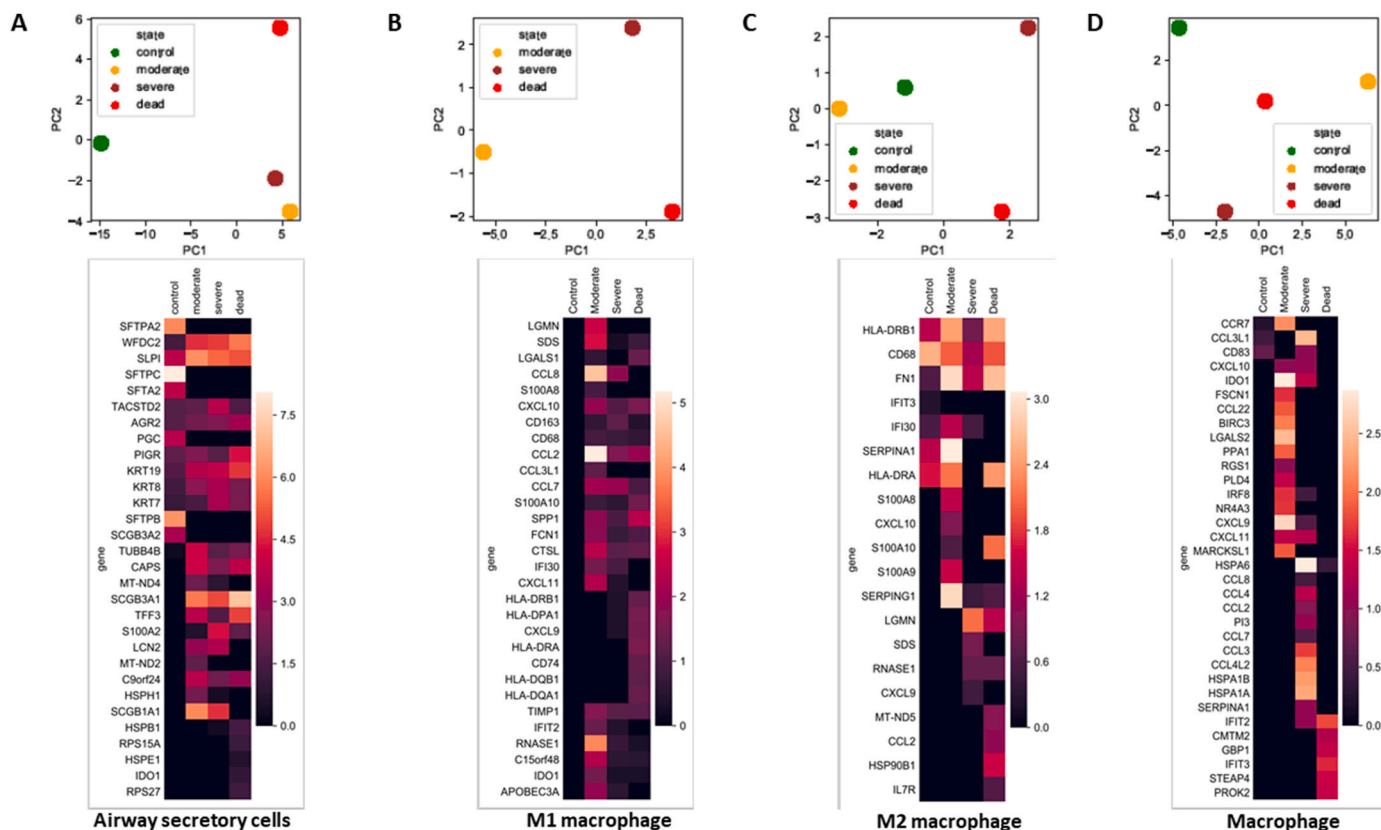 A
6
4
2
0
−2
−4
PC2
state
control
moderate
severe
dead
−15
−10
−5
0
5
PC1
control
moderate
severe
dead
SFTPA2
WFDC2
SLPI
SFTPC
SFTA2
TACSTD2
AGR2
PGC
PIGR
KRT19
KRT8
KRT7
SFTPB
SCGB3A2
TUBB4B
CAPS
MT-ND4
SCGB3A1
TFF3
S100A2
LCN2
MT-ND2
C9orf24
HSPH1
SCGB1A1
HSPB1
RPS15A
HSPE1
IDO1
RPS27
gene
7.5
6.0
4.5
3.0
1.5
0.0
Airway secretory cells
B
2
1
0
−1
−2
PC2
state
moderate
severe
dead
−5,0
−2,5
0,0
2,5
PC1
Control
Moderate
Severe
Dead
LGMN
SDS
LGALS1
CCL8
S100A8
CXCL10
CD163
CD68
CCL2
CCL3L1
CCL7
S100A10
SPP1
FCN1
CTSL
IFI30
CXCL11
HLA-DRB1
HLA-DPA1
CXCL9
HLA-DRA
CD74
HLA-DQB1
HLA-DQA1
TIMP1
IFIT2
RNASE1
C15orf48
IDO1
APOBEC3A
gene
5
4
3
2
1
0
M1 macrophage
C
2
1
0
−1
−2
−3
PC2
state
control
moderate
severe
dead
−2
0
2
PC1
Control
Moderate
Severe
Dead
HLA-DRB1
CD68
FN1
IFIT3
IFI30
SERPINA1
HLA-DRA
S100A8
CXCL10
S100A10
S100A9
SERPING1
LGMN
SDS
RNASE1
CXCL9
MT-ND5
CCL2
HSP90B1
IL7R
gene
3.0
2.4
1.8
1.2
0.6
0.0
M2 macrophage
D
2
0
−2
−4
PC2
state
control
moderate
severe
dead
−5.0
−2.5
0.0
2.5
5.0
PC1
Control
Moderate
Severe
Dead
CCR7
CCL3L1
CD83
CXCL10
IDO1
FSCN1
CCL22
BIRC3
LGALS2
PPA1
RGS1
PLD4
IRF8
NR4A3
CXCL9
CXCL11
MARCKSL1
HSPA6
CCL8
CCL4
CCL2
PI3
CCL7
CCL3
CCL4L2
HSPA1B
HSPA1A
SERPINA1
IFIT2
CMTM2
GBP1
IFIT3
STEAP4
PROK2
gene
2.5
2.0
1.5
1.0
0.5
0.0
Macrophage